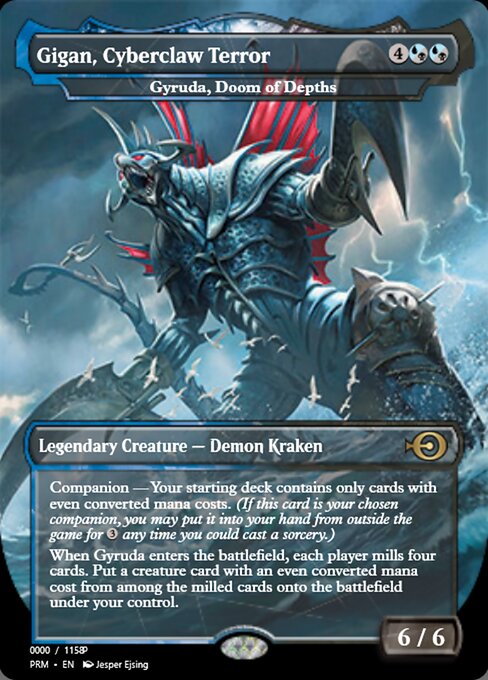 Gigan, Cyberclaw Terror 4
Gyruda, Doom of Depths
Legendary Creature — Demon Kraken
Companion — Your starting deck contains only cards with
even converted mana costs. (If this card is your chosen
companion, you may put it into your hand from outside the
game for 3 any time you could cast a sorcery.)
When Gyruda enters the battlefield, each player mills four
cards. Put a creature card with an even converted mana
cost from among the milled cards onto the battlefield
under your control.
6/6
0000 / 1158P
PRM • EN Jesper Ejsing